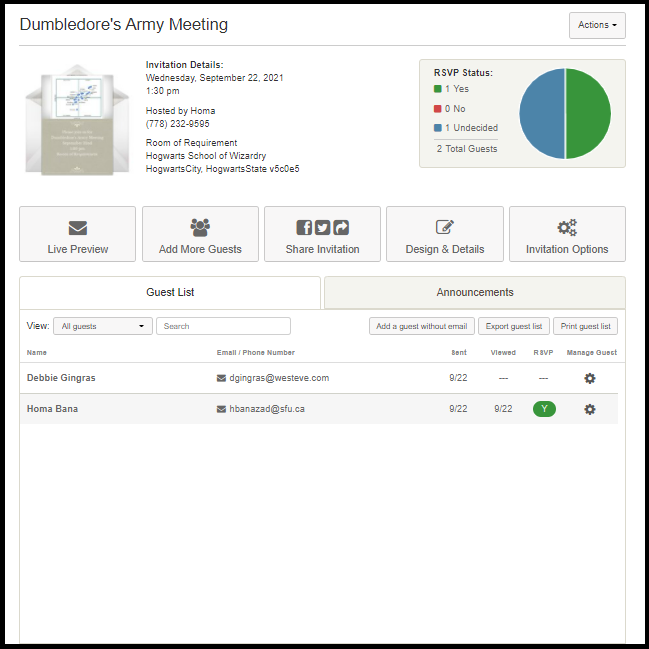 Dumbledore's Army Meeting
Actions
Invitation Details:
Wednesday, September 22, 2021
1:30 pm
Hosted by Homa
(778) 232-9595
Room of Requirement
Hogwarts School of Wizardry
HogwartsCity, HogwartsState v5c0e5
RSVP Status:
1 Yes
0 No
1 Undecided
2 Total Guests
Live Preview
Add More Guests
Share Invitation
Design & Details
Invitation Options
Guest List
Announcements
View: All guests Search
Add a guest without email Export guest list Print guest list
Name Email / Phone Number Sent Viewed RSVP Manage Guest
Debbie Gingras dgingras@westeve.com 9/22 --- ---
Homa Bana hbanazad@sfu.ca 9/22 9/22 Y